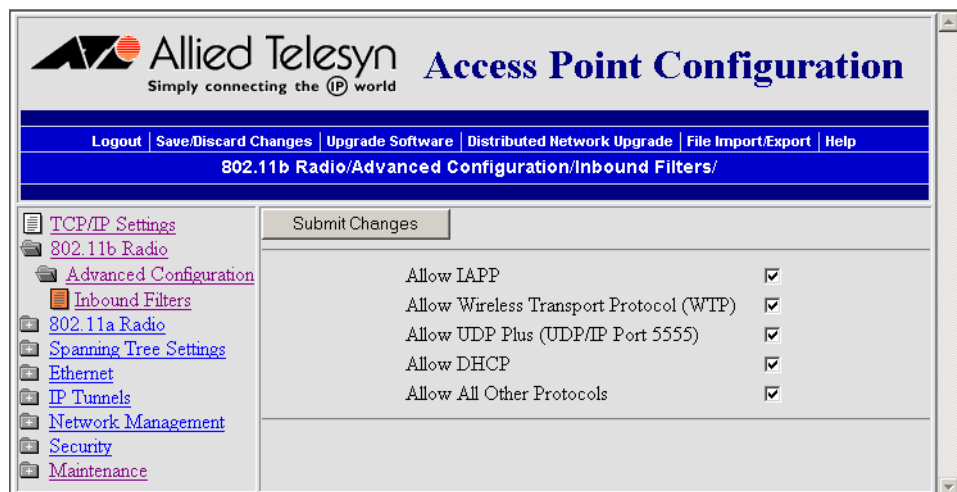 Allied Telesyn
Simply connecting the IP world
Access Point Configuration
Logout | Save/Discard Changes | Upgrade Software | Distributed Network Upgrade | File Import/Export | Help
802.11b Radio/Advanced Configuration/Inbound Filters/
TCP/IP Settings
802.11b Radio
Advanced Configuration
Inbound Filters
802.11a Radio
Spanning Tree Settings
Ethernet
IP Tunnels
Network Management
Security
Maintenance
Submit Changes
Allow IAPP
Allow Wireless Transport Protocol (WTP)
Allow UDP Plus (UDP/IP Port 5555)
Allow DHCP
Allow All Other Protocols